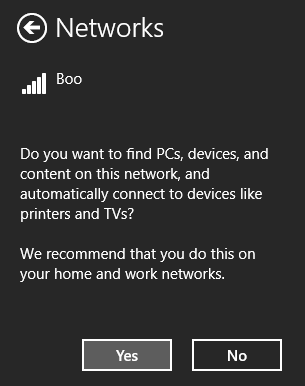 Networks
Boo
Do you want to find PCs, devices, and
content on this network, and
automatically connect to devices like
printers and TVs?
We recommend that you do this on
your home and work networks.
Yes No